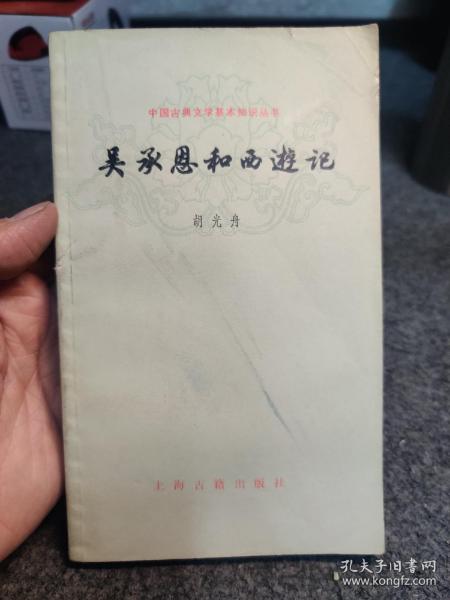 中国古典文学基本知识丛书
吴承恩和西遊记
胡光舟
上海古籍出版社
孔夫子旧书网
www.kongfz.com